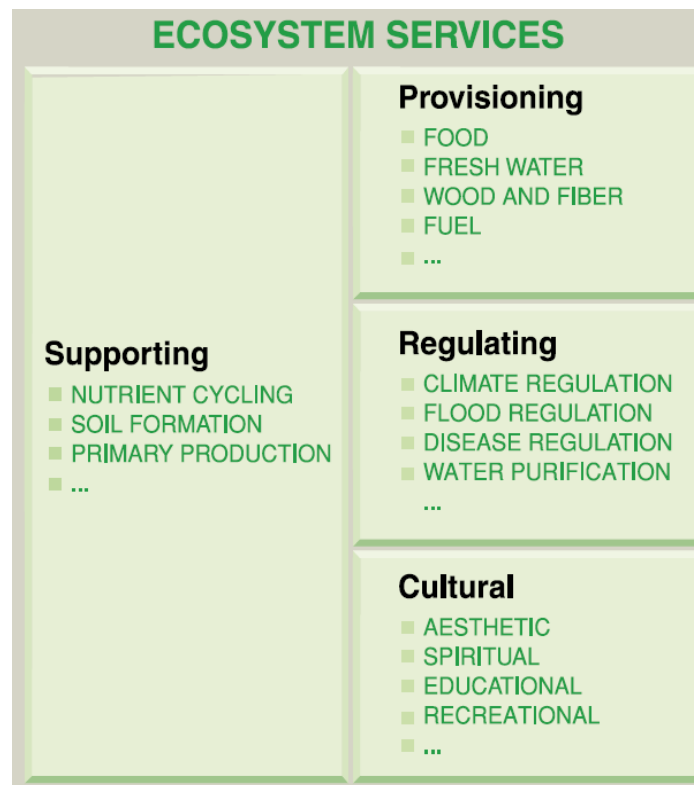 ECOSYSTEM SERVICES
Supporting
NUTRIENT CYCLING
SOIL FORMATION
PRIMARY PRODUCTION
...
Provisioning
FOOD
FRESH WATER
WOOD AND FIBER
FUEL
...
Regulating
CLIMATE REGULATION
FLOOD REGULATION
DISEASE REGULATION
WATER PURIFICATION
...
Cultural
AESTHETIC
SPIRITUAL
EDUCATIONAL
RECREATIONAL
...